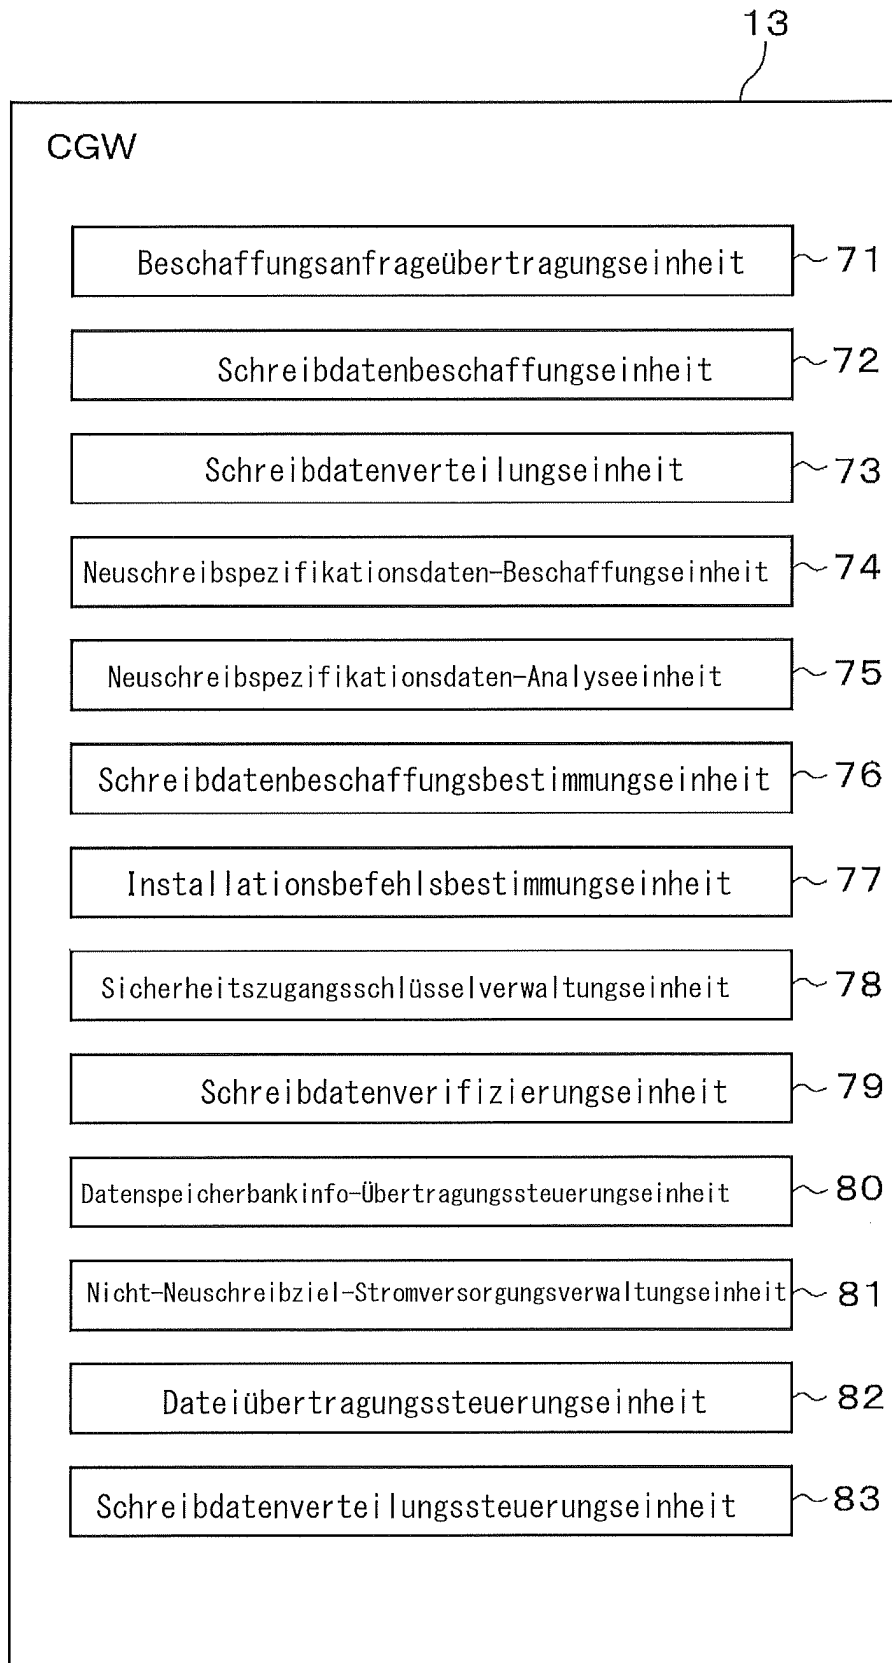 13
CGW
Beschaffungsanfrageübertragungseinheit 71
Schreibdatenbeschaffungseinheit 72
Schreibdatenverteilungseinheit 73
Neuschreibspezifikationsdaten-Beschaffungseinheit 74
Neuschreibspezifikationsdaten-Analyseeinheit 75
Schreibdatenbeschaffungsbestimmungseinheit 76
Installationsbefehlsbestimmungseinheit 77
Sicherheitszugangsschlüsselverwaltungseinheit 78
Schreibdatenverifizierungseinheit 79
Datenspeicherbankinfo-Übertragungssteuerungseinheit 80
Nicht-Neuschreibziel-Stromversorgungsverwaltungseinheit 81
Dateiübertragungssteuerungseinheit 82
Schreibdatenverteilungssteuerungseinheit 83